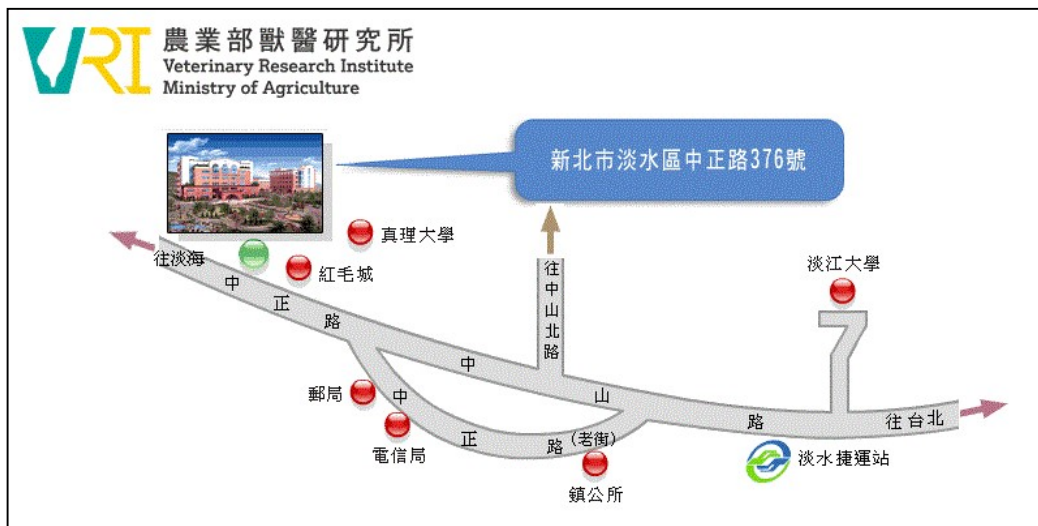 VRI
農業部獸醫研究所
Veterinary Research Institute
Ministry of Agriculture
新北市淡水區中正路376號
真理大學
往淡海
紅毛城
中正路
往中山北路
淡江大學
中山路
往台北
郵局
中正路(老街)
電信局
鎮公所
淡水捷運站